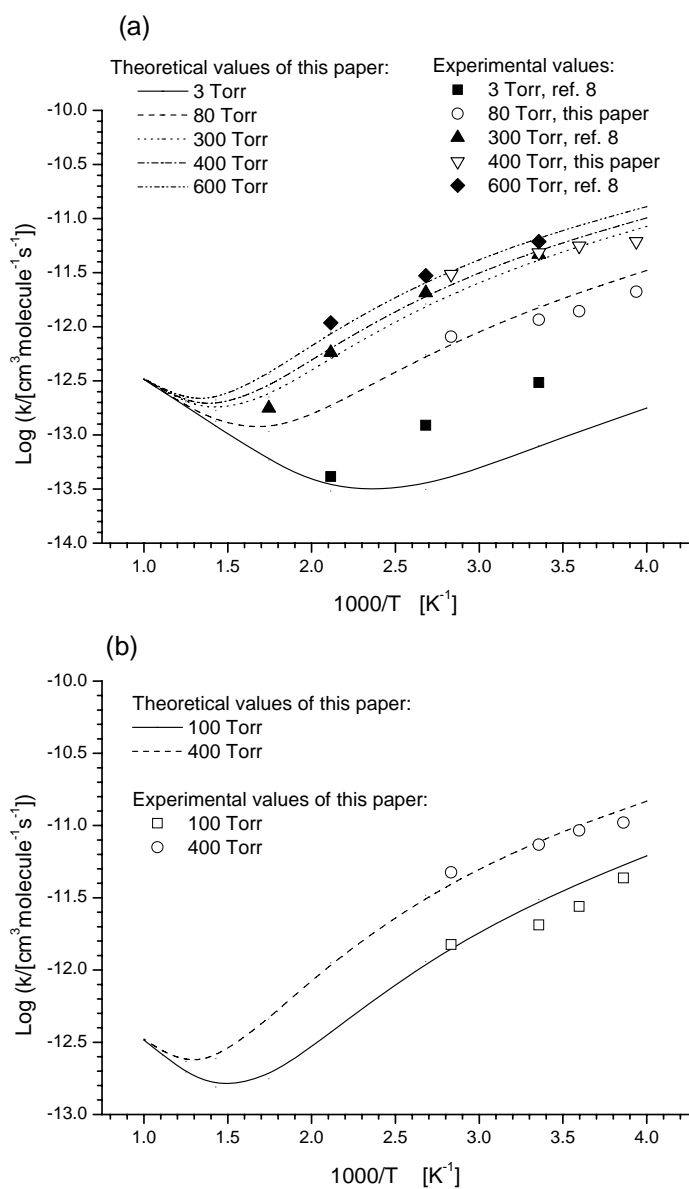 (a)
Theoretical values of this paper:
3 Torr
80 Torr
300 Torr
400 Torr
600 Torr
Experimental values:
3 Torr, ref. 8
80 Torr, this paper
300 Torr, ref. 8
400 Torr, this paper
600 Torr, ref. 8
Log (k/[cm³molecule⁻¹s⁻¹])
-10.0
-10.5
-11.0
-11.5
-12.0
-12.5
-13.0
-13.5
-14.0
1.0 1.5 2.0 2.5 3.0 3.5 4.0
1000/T [K⁻¹]
(b)
Theoretical values of this paper:
100 Torr
400 Torr
Experimental values of this paper:
100 Torr
400 Torr
Log (k/[cm³molecule⁻¹s⁻¹])
-10.0
-10.5
-11.0
-11.5
-12.0
-12.5
-13.0
1.0 1.5 2.0 2.5 3.0 3.5 4.0
1000/T [K⁻¹]